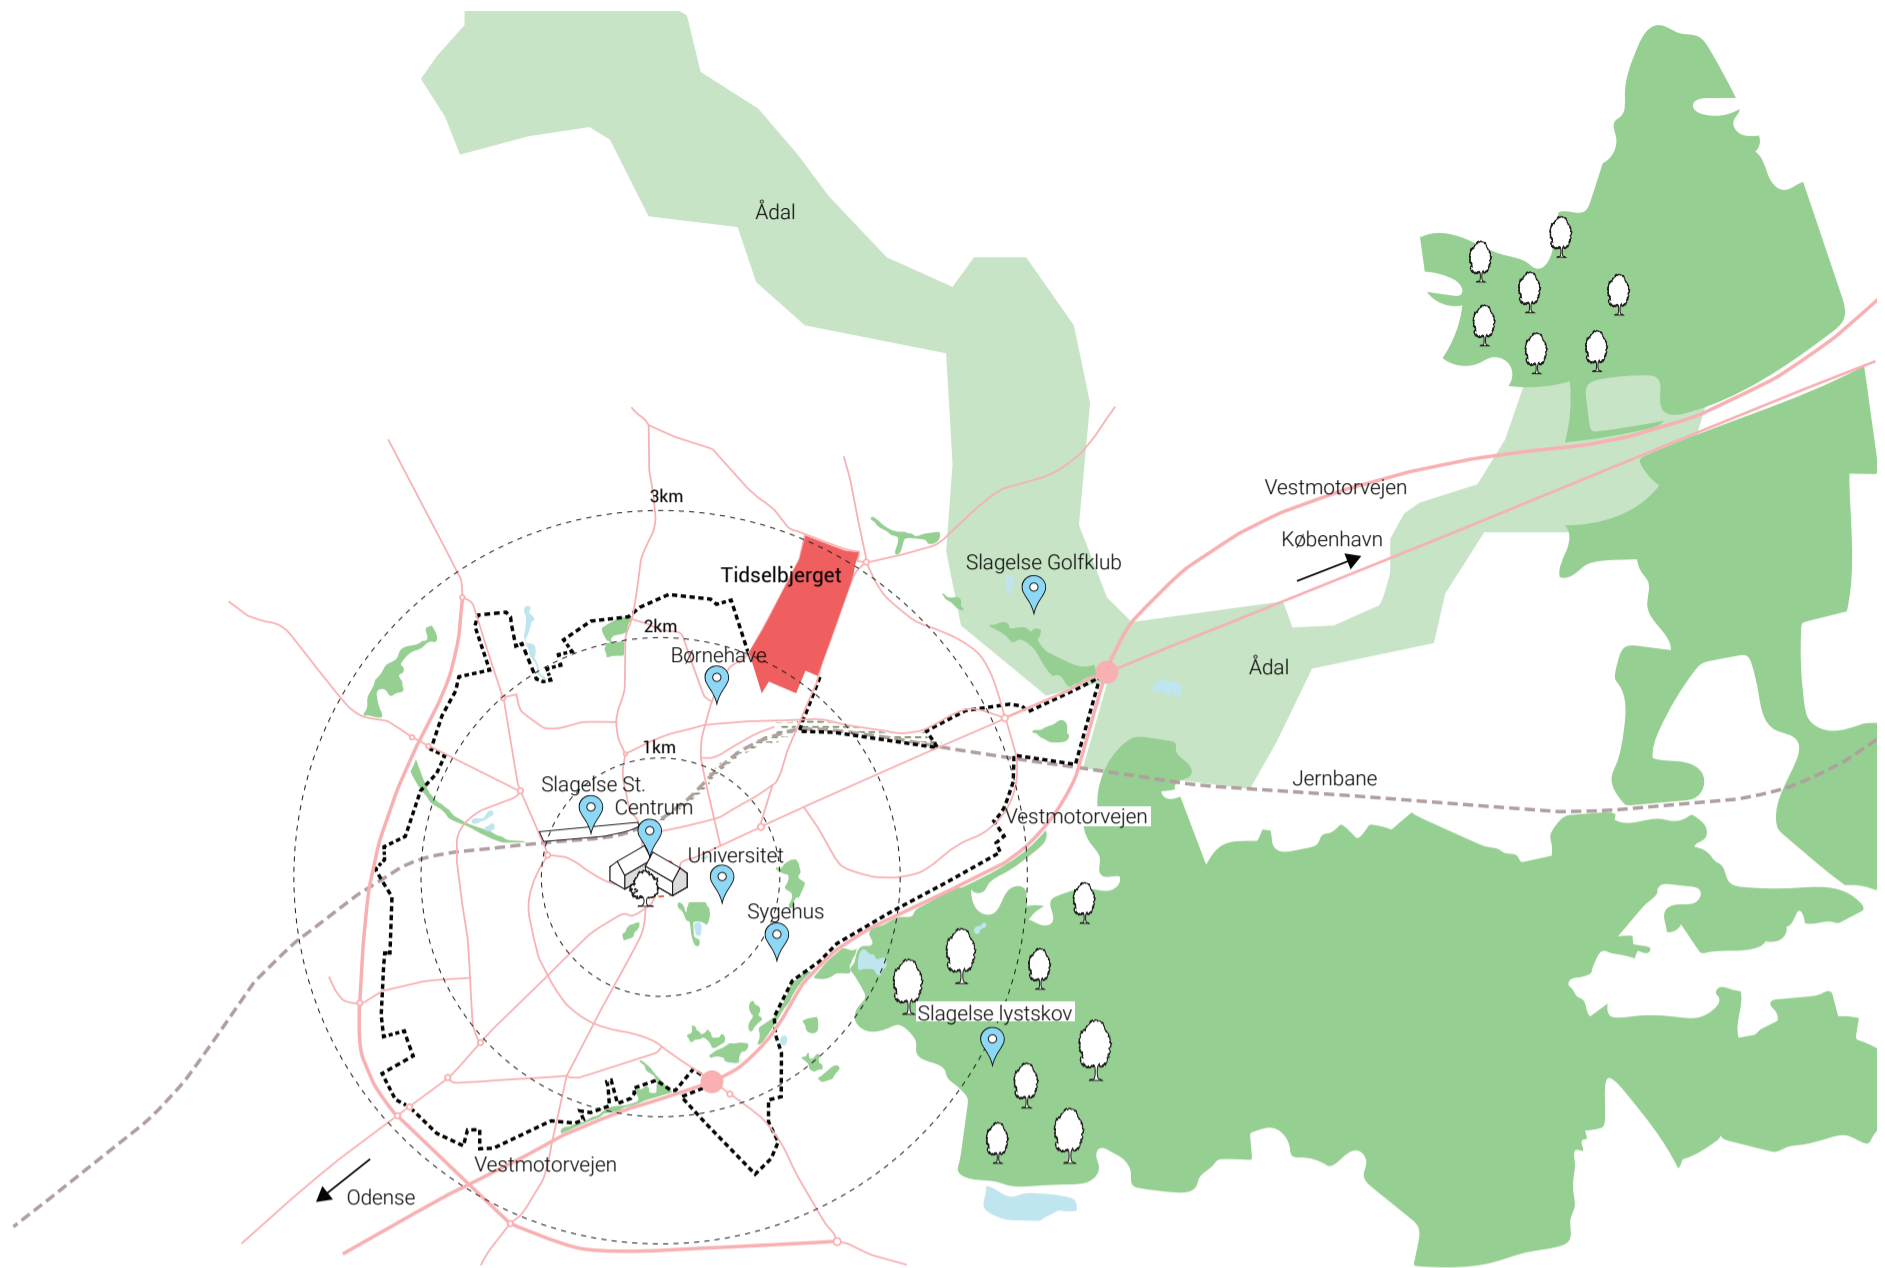 Ådal
Vestmotorvejen
3km
København
Slagelse Golfklub
Tidselbjerget
2km
Børnehave
Ådal
1km
Jernbane
Slagelse St.
Centrum
Vestmotorvejen
Universitet
Sygehus
Slagelse lystskov
Vestmotorvejen
Odense